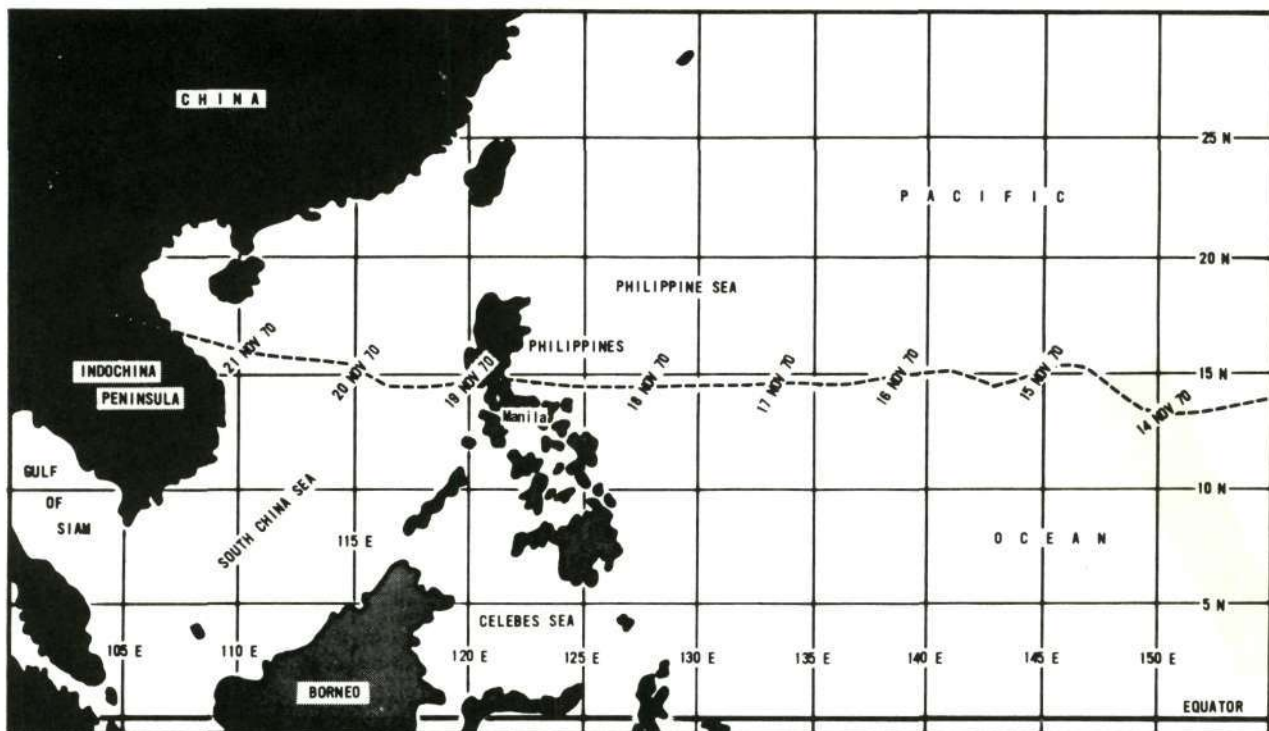 CHINA
25 N
PACIFIC
20 N
PHILIPPINE SEA
21 NOV 70
20 NOV 70
19 NOV 70
PHILIPPINES
18 NOV 70
17 NOV 70
16 NOV 70
15 NOV 70
15 N
14 NOV 70
INDOCHINA
PENINSULA
Manila
GULF
OF
SIAM
SOUTH CHINA SEA
10 N
115 E
OCEAN
5 N
CELEBES SEA
105 E
110 E
120 E
125 E
130 E
135 E
140 E
145 E
150 E
BORNEO
EQUATOR